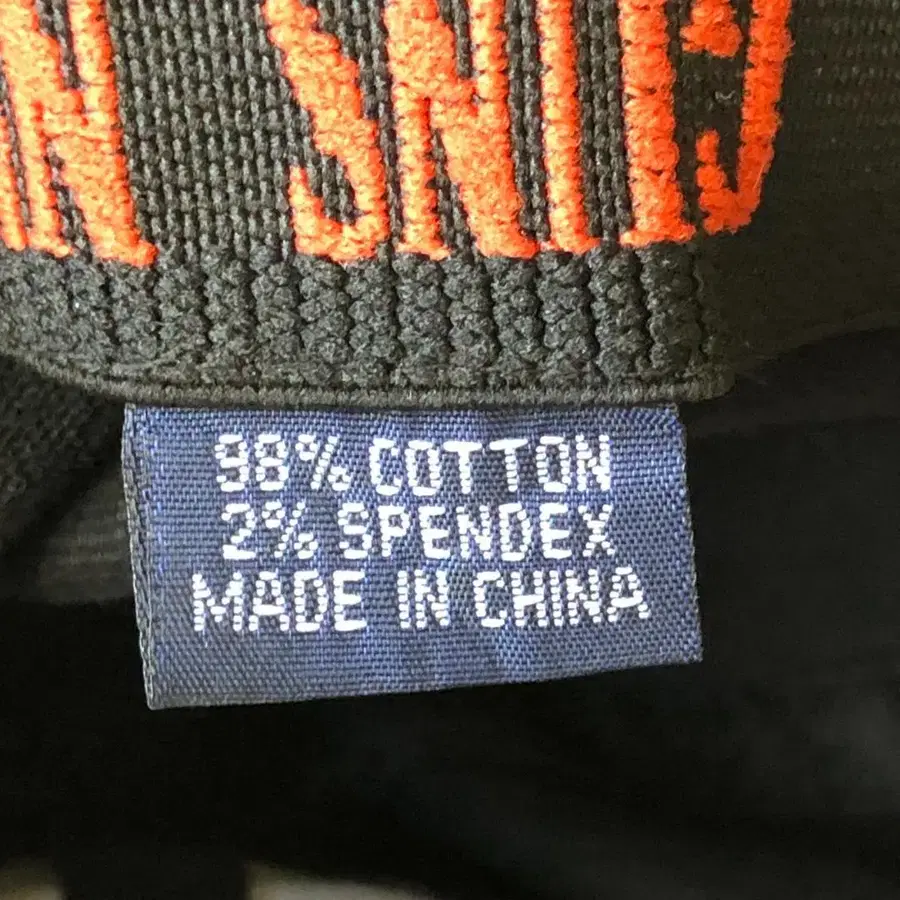 98% COTTON
2% SPENDEX
MADE IN CHINA